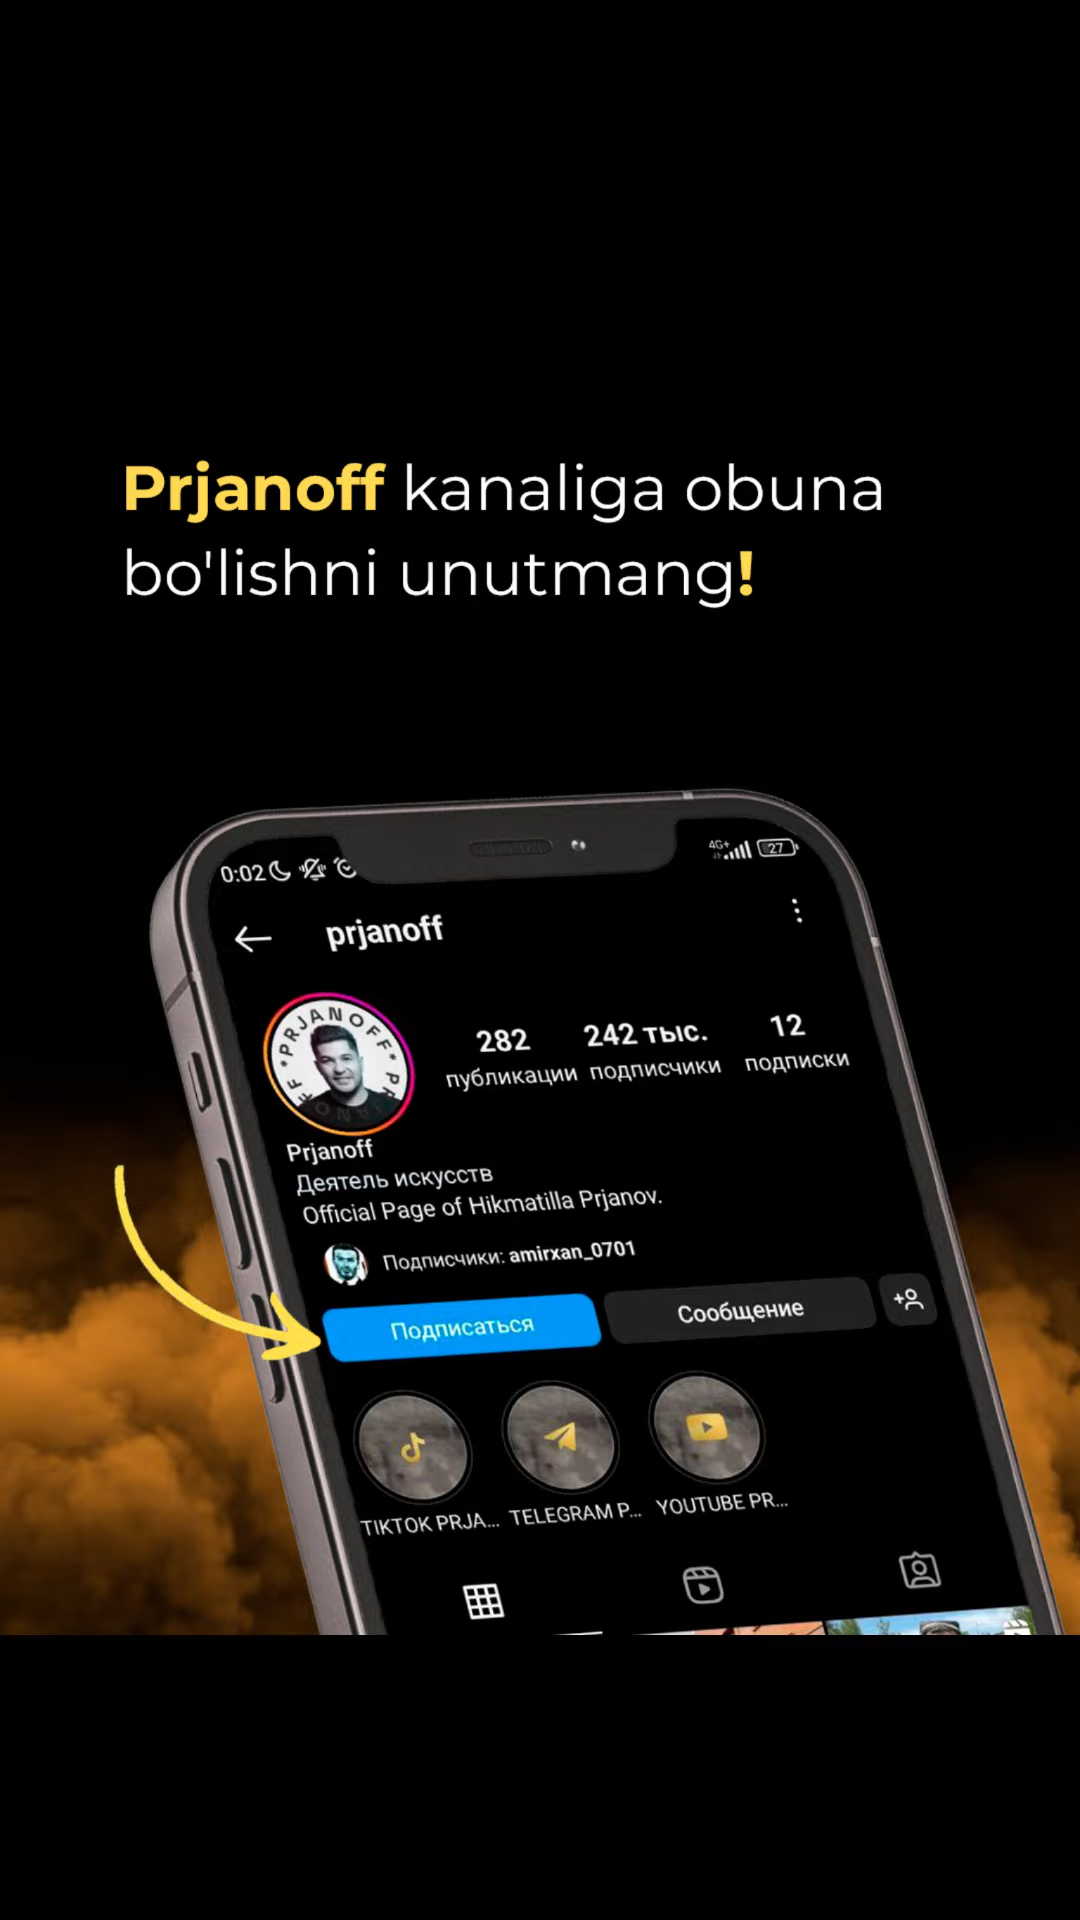 Prjanoff kanaliga obuna
bo'lishni unutmang!
0:02
4G+
27
prjanoff
PRJANOFF
282
242 тыс.
12
публикации
подписчики
подписки
Prjanoff
Деятель искусств
Official Page of Hikmatilla Prjanov.
Подписчики: amirxan_0701
Подписаться
Сообщение
TIKTOK PRJA...
TELEGRAM P...
YOUTUBE PR...